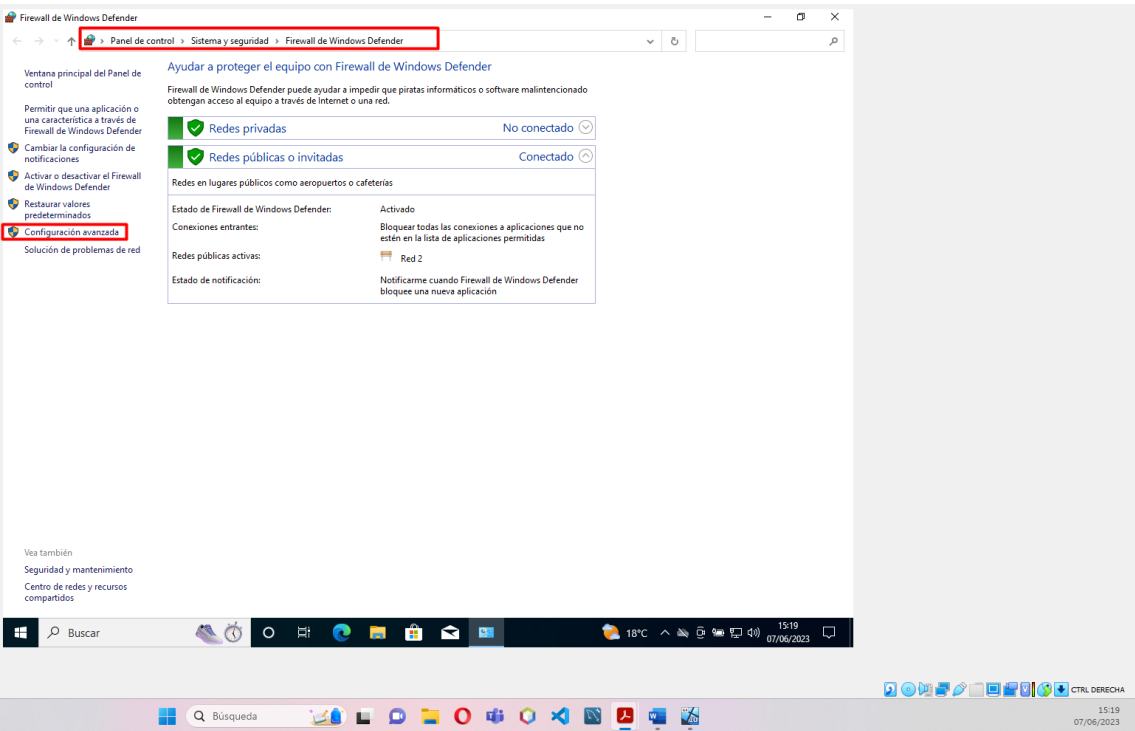 Firewall de Windows Defender
Panel de control > Sistema y seguridad > Firewall de Windows Defender
Ventana principal del Panel de
control
Permitir que una aplicación o
una característica a través de
Firewall de Windows Defender
Cambiar la configuración de
notificaciones
Activar o desactivar el Firewall
de Windows Defender
Restaurar valores
predeterminados
Configuración avanzada
Solución de problemas de red
Ayudar a proteger el equipo con Firewall de Windows Defender
Firewall de Windows Defender puede ayudar a impedir que piratas informáticos o software malintencionado
obtengan acceso al equipo a través de Internet o una red.
Redes privadas No conectado
Redes públicas o invitadas Conectado
Redes en lugares públicos como aeropuertos o cafeterías
Estado de Firewall de Windows Defender: Activado
Conexiones entrantes: Bloquear todas las conexiones a aplicaciones que no
estén en la lista de aplicaciones permitidas
Redes públicas activas: Red 2
Estado de notificación: Notificarme cuando Firewall de Windows Defender
bloquee una nueva aplicación
Vea también
Seguridad y mantenimiento
Centro de redes y recursos
compartidos
Buscar
18°C
15:19
07/06/2023
CTRL DERECHA
Búsqueda
15:19
07/06/2023